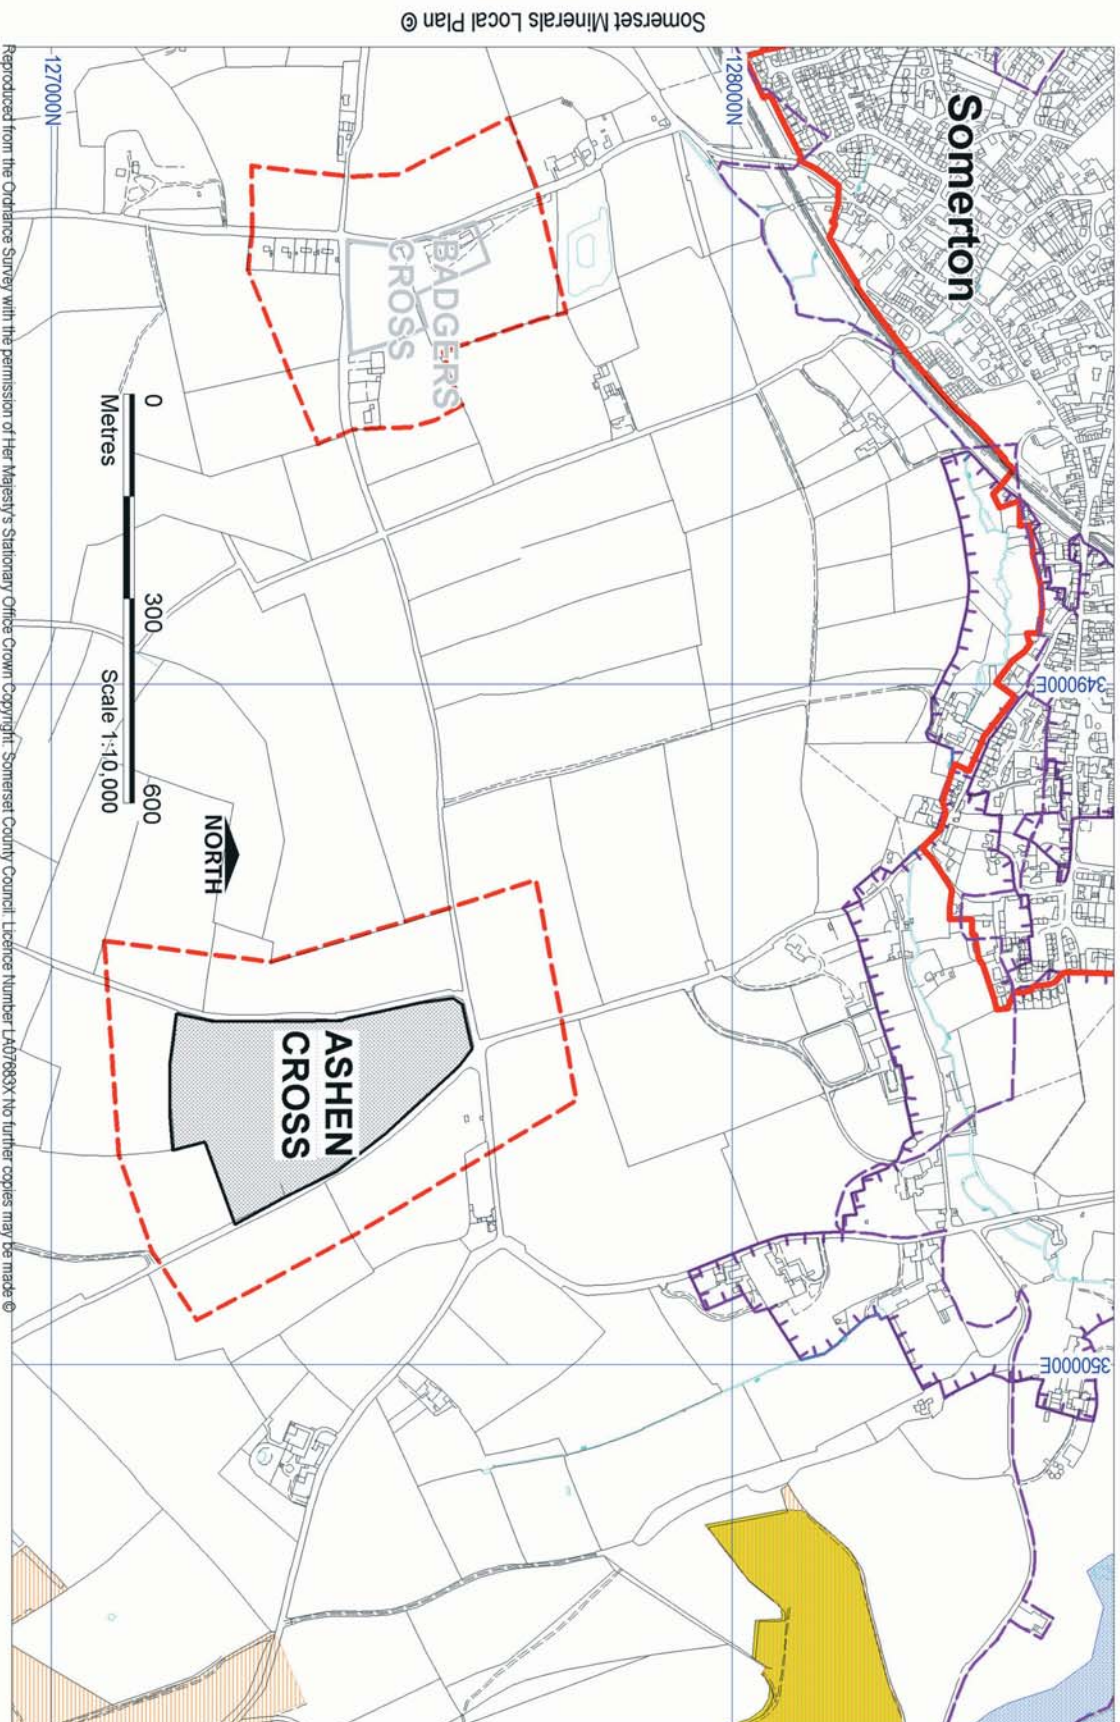 Somerset Minerals Local Plan ©
127000N
128000N
Somerton
BADGERS
CROSS
0
300
600
Metres
Scale 1:10,000
NORTH
349000E
ASHEN
CROSS
350000E
Reproduced from the Ordnance Survey with the permission of Her Majesty's Stationary Office Crown Copyright. Somerset County Council. Licence Number LA07683X No further copies may be made ©